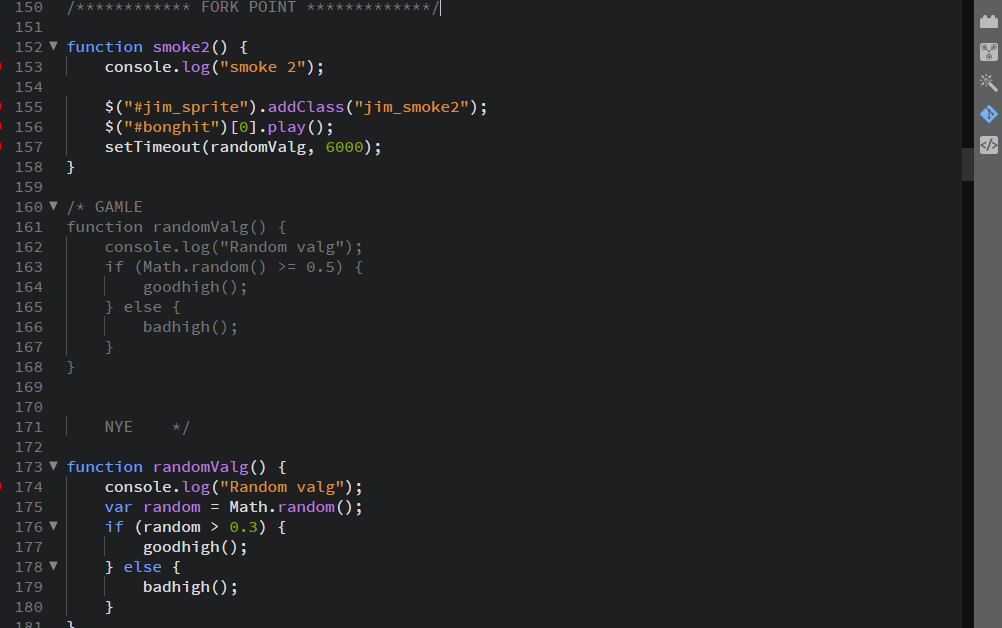 150 /************ FORK POINT *************/
151
152 function smoke2() {
153     console.log("smoke 2");
154
155     $("#jim_sprite").addClass("jim_smoke2");
156     $("#bonghit")[0].play();
157     setTimeout(randomValg, 6000);
158 }
159
160 /* GAMLE
161 function randomValg() {
162     console.log("Random valg");
163     if (Math.random() >= 0.5) {
164         goodhigh();
165     } else {
166         badhigh();
167     }
168 }
169
170
171     NYE    */
172
173 function randomValg() {
174     console.log("Random valg");
175     var random = Math.random();
176     if (random > 0.3) {
177         goodhigh();
178     } else {
179         badhigh();
180     }
181 }